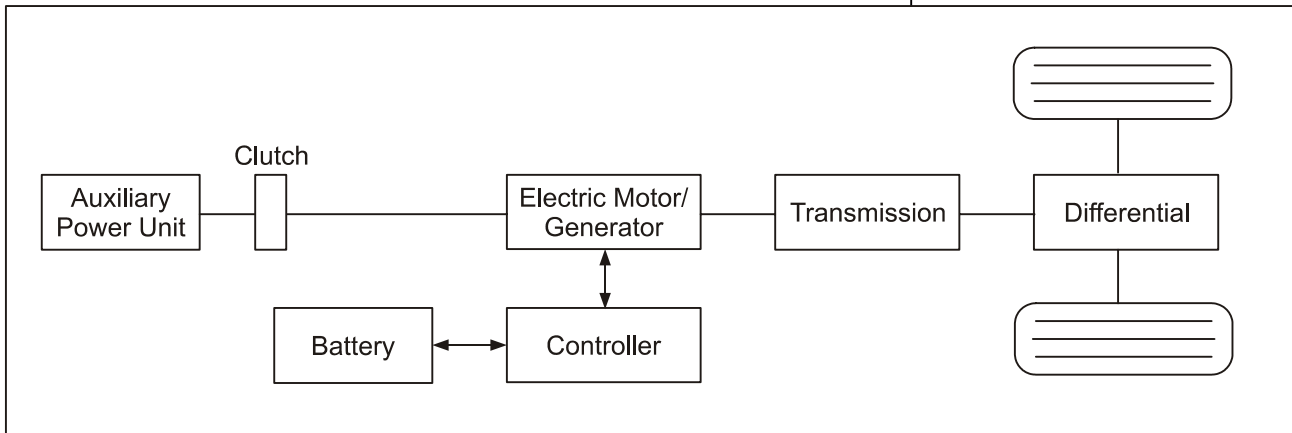 Clutch
Auxiliary
Power Unit
Electric Motor/
Generator
Transmission
Differential
Battery
Controller